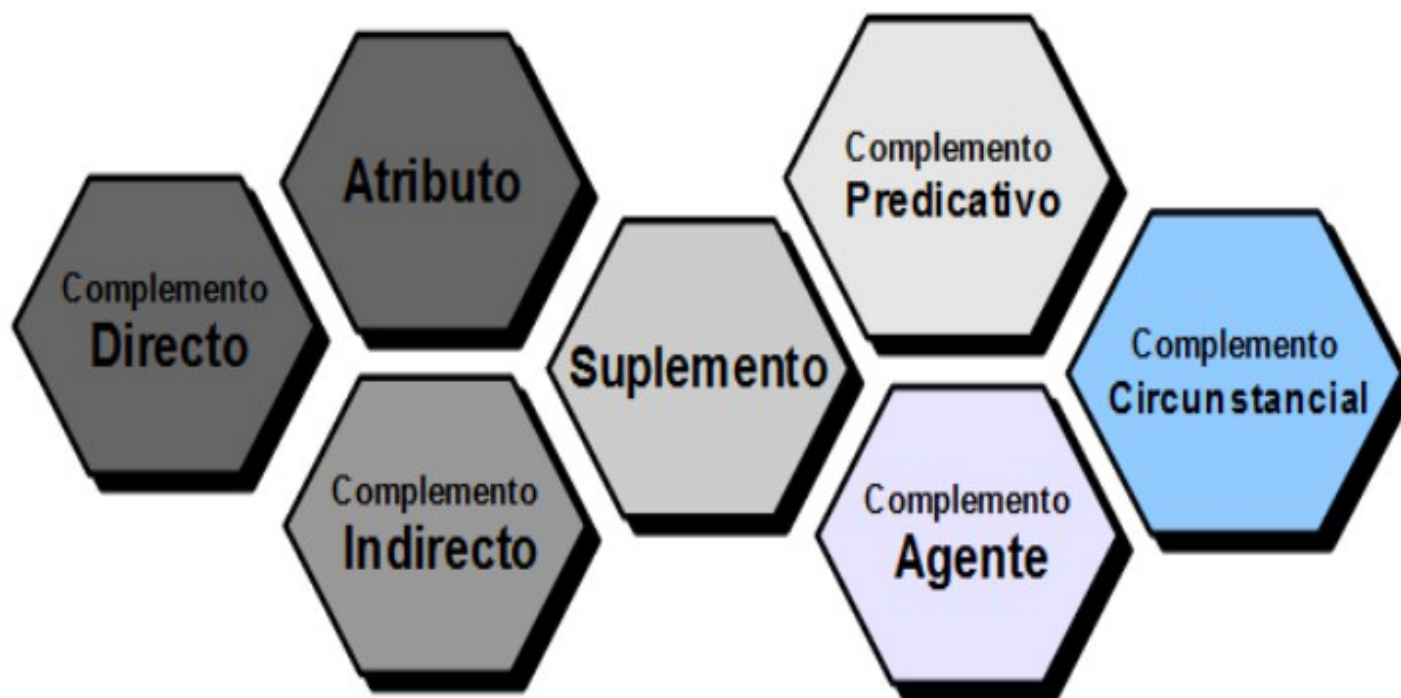 Complemento
Directo
Atributo
Complemento
Indirecto
Suplemento
Complemento
Predicativo
Complemento
Agente
Complemento
Circunstancial